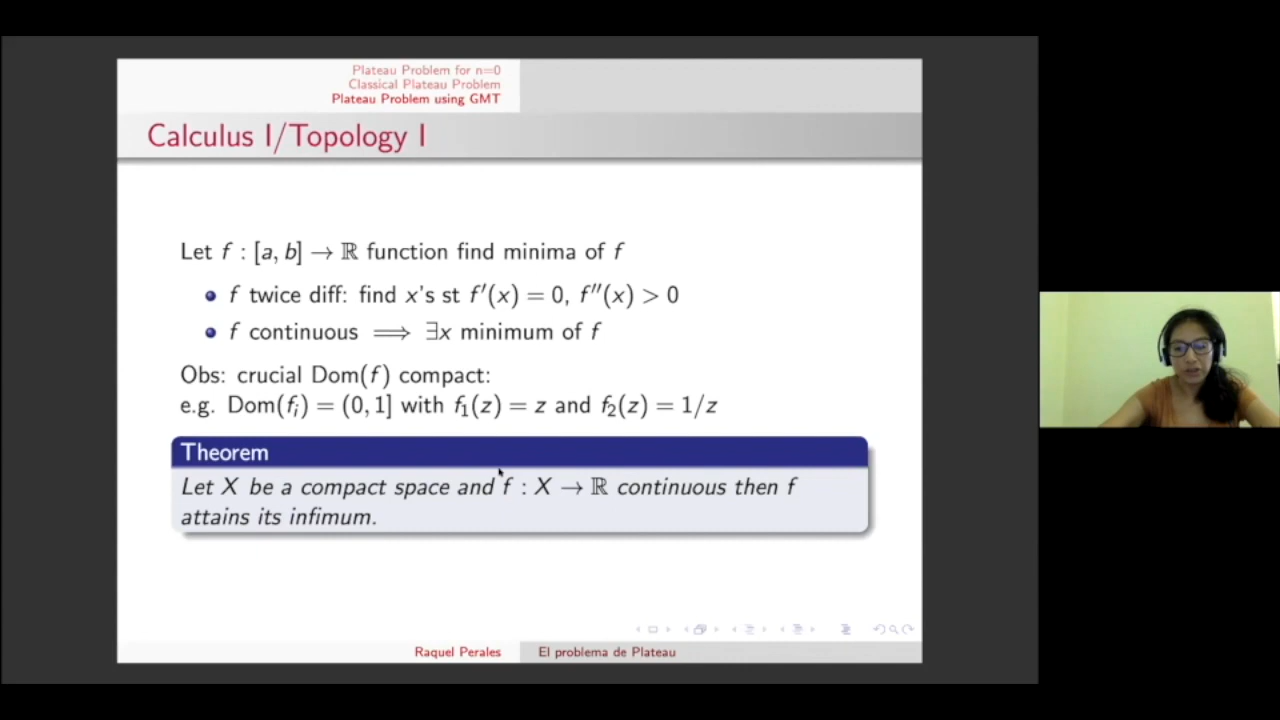 Plateau Problem for n=0
Classical Plateau Problem
Plateau Problem using GMT
Calculus I/Topology I
Let f : [a, b] → ℝ function find minima of f
f twice diff: find x's st f′(x) = 0, f″(x) > 0
f continuous ⟹ ∃x minimum of f
Obs: crucial Dom(f) compact:
e.g. Dom(fᵢ) = (0, 1] with f₁(z) = z and f₂(z) = 1/z
Theorem
Let X be a compact space and f : X → ℝ continuous then f
attains its infimum.
Raquel Perales El problema de Plateau